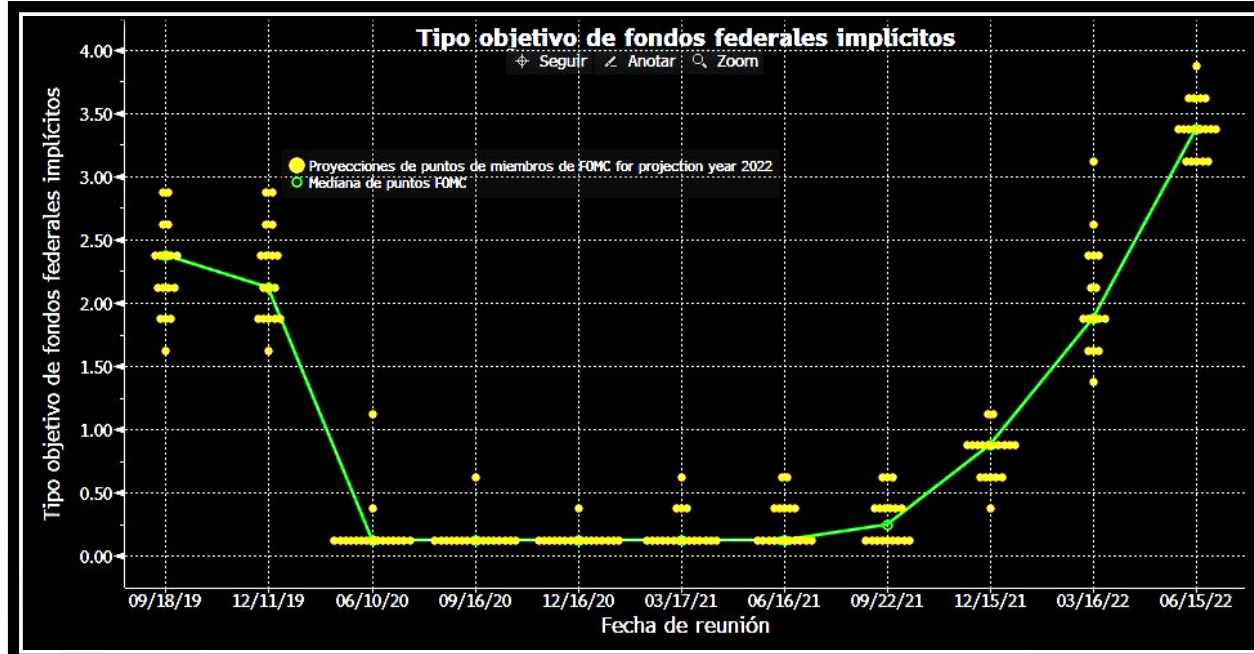 Tipo objetivo de fondos federales implícitos
Seguir Anotar Zoom
4.00
3.50
3.00
2.50
2.00
1.50
1.00
0.50
0.00
Tipo objetivo de fondos federales implícitos
Proyecciones de puntos de miembros de FOMC for projection year 2022
Mediana de puntos FOMC
09/18/19 12/11/19 06/10/20 09/16/20 12/16/20 03/17/21 06/16/21 09/22/21 12/15/21 03/16/22 06/15/22
Fecha de reunión